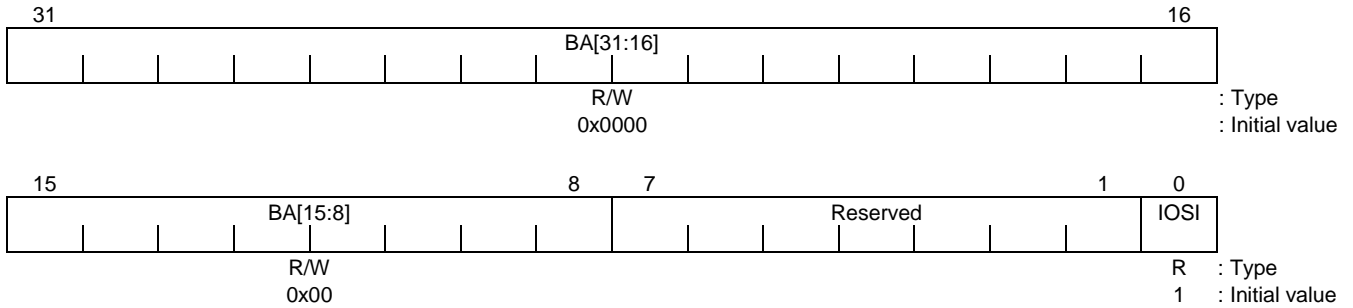 31 16
BA[31:16]
R/W : Type
0x0000 : Initial value
15 8 7 1 0
BA[15:8] Reserved IOSI
R/W R : Type
0x00 1 : Initial value